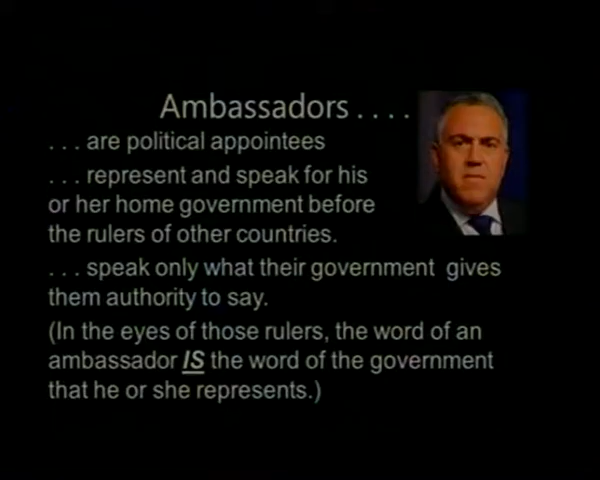 Ambassadors . . . .
. . . are political appointees
. . . represent and speak for his
or her home government before
the rulers of other countries.
. . . speak only what their government gives
them authority to say.
(In the eyes of those rulers, the word of an
ambassador IS the word of the government
that he or she represents.)